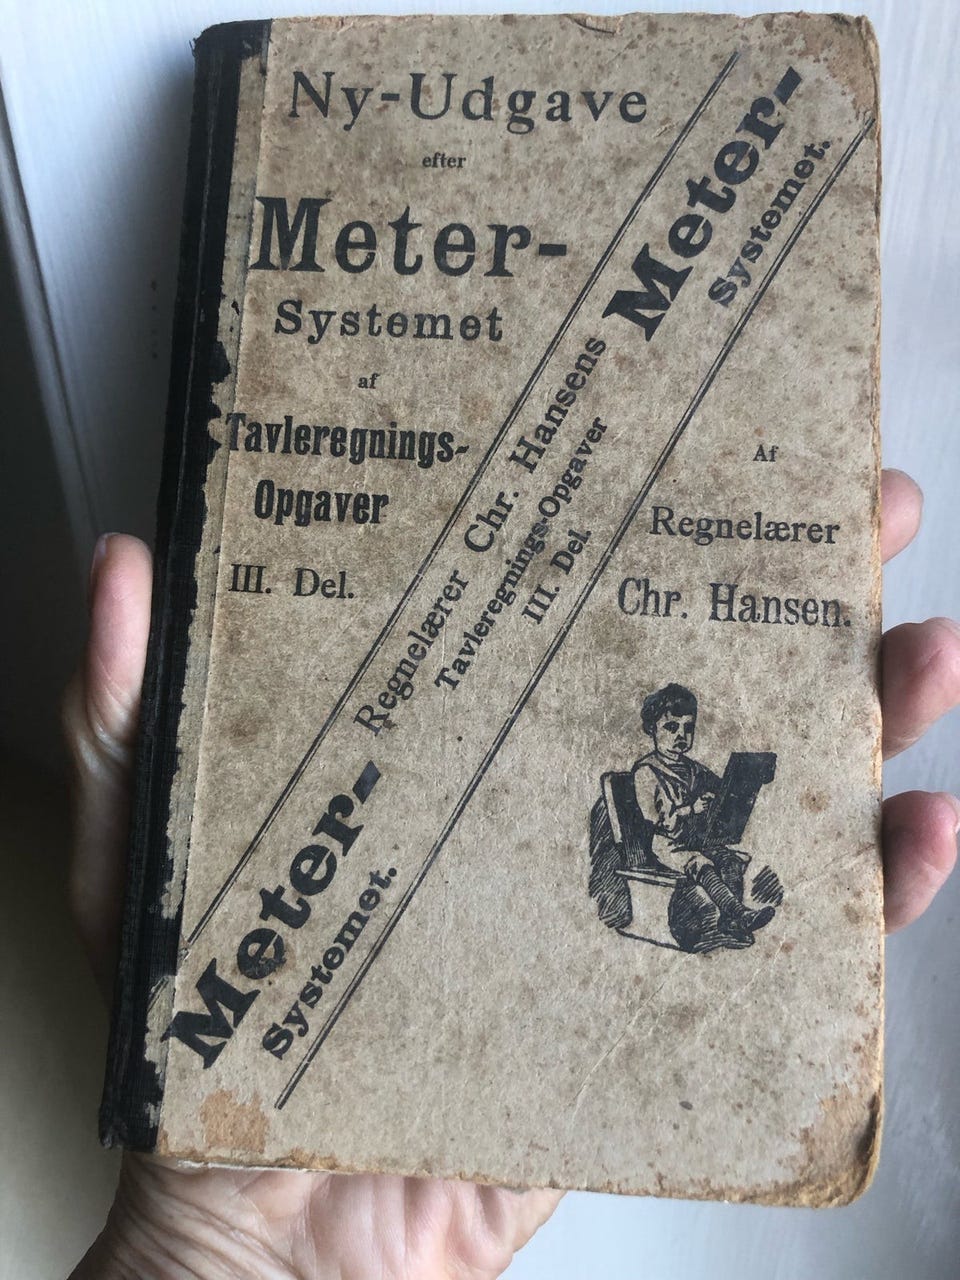 Ny-Udgave
efter
Meter-
Systemet
af
Tavleregnings-
Opgaver
III. Del.
Meter-
Systemet.
Regnelærer Chr. Hansens
Tavleregnings-Opgaver
III. Del.
Meter-
Systemet.
Af
Regnelærer
Chr. Hansen.